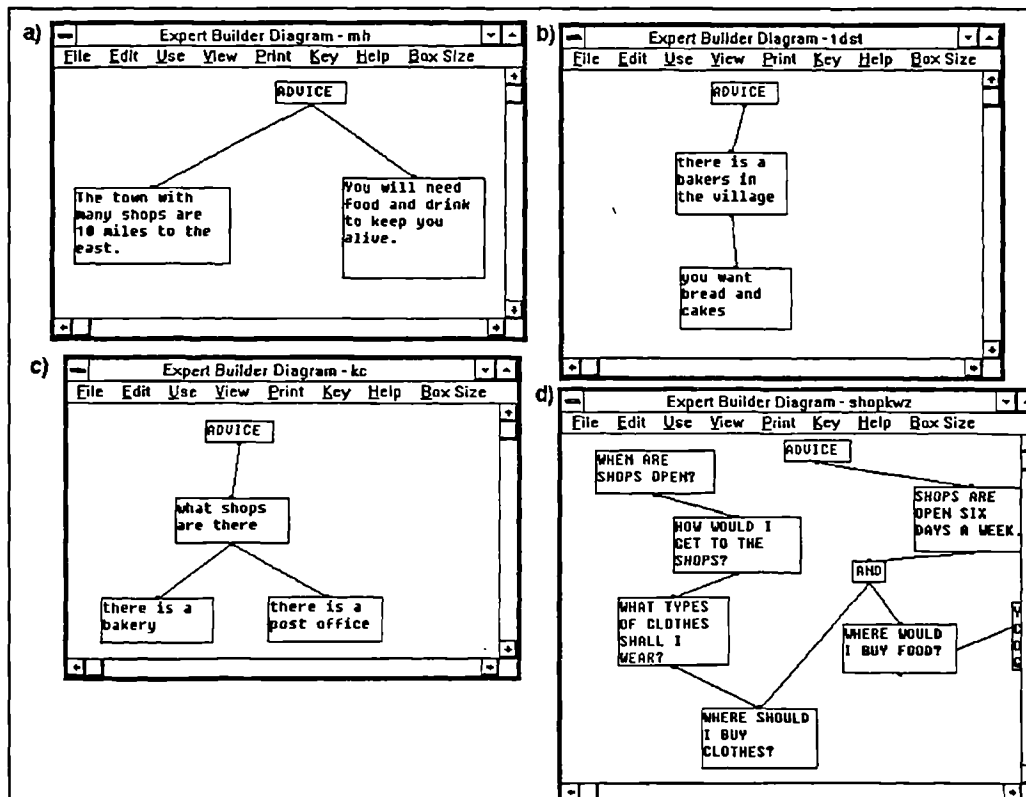 a)
Expert Builder Diagram - mh
File Edit Use View Print Key Help Box Size
ADVICE
The town with
many shops are
10 miles to the
east.
You will need
food and drink
to keep you
alive.
b)
Expert Builder Diagram - tdst
File Edit Use View Print Key Help Box Size
ADVICE
there is a
bakers in
the village
you want
bread and
cakes
c)
Expert Builder Diagram - kc
File Edit Use View Print Key Help Box Size
ADVICE
what shops
are there
there is a
bakery
there is a
post office
d)
Expert Builder Diagram - shopkwz
File Edit Use View Print Key Help Box Size
WHEN ARE
SHOPS OPEN?
ADVICE
SHOPS ARE
OPEN SIX
DAYS A WEEK.
HOW WOULD I
GET TO THE
SHOPS?
AND
WHAT TYPES
OF CLOTHES
SHALL I
WEAR?
WHERE WOULD
I BUY FOOD?
WHERE SHOULD
I BUY
CLOTHES?